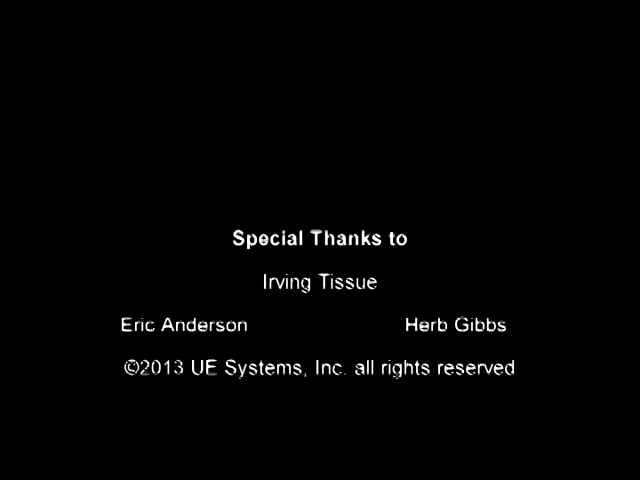 Special Thanks to
Irving Tissue
Eric Anderson Herb Gibbs
©2013 UE Systems, Inc. all rights reserved